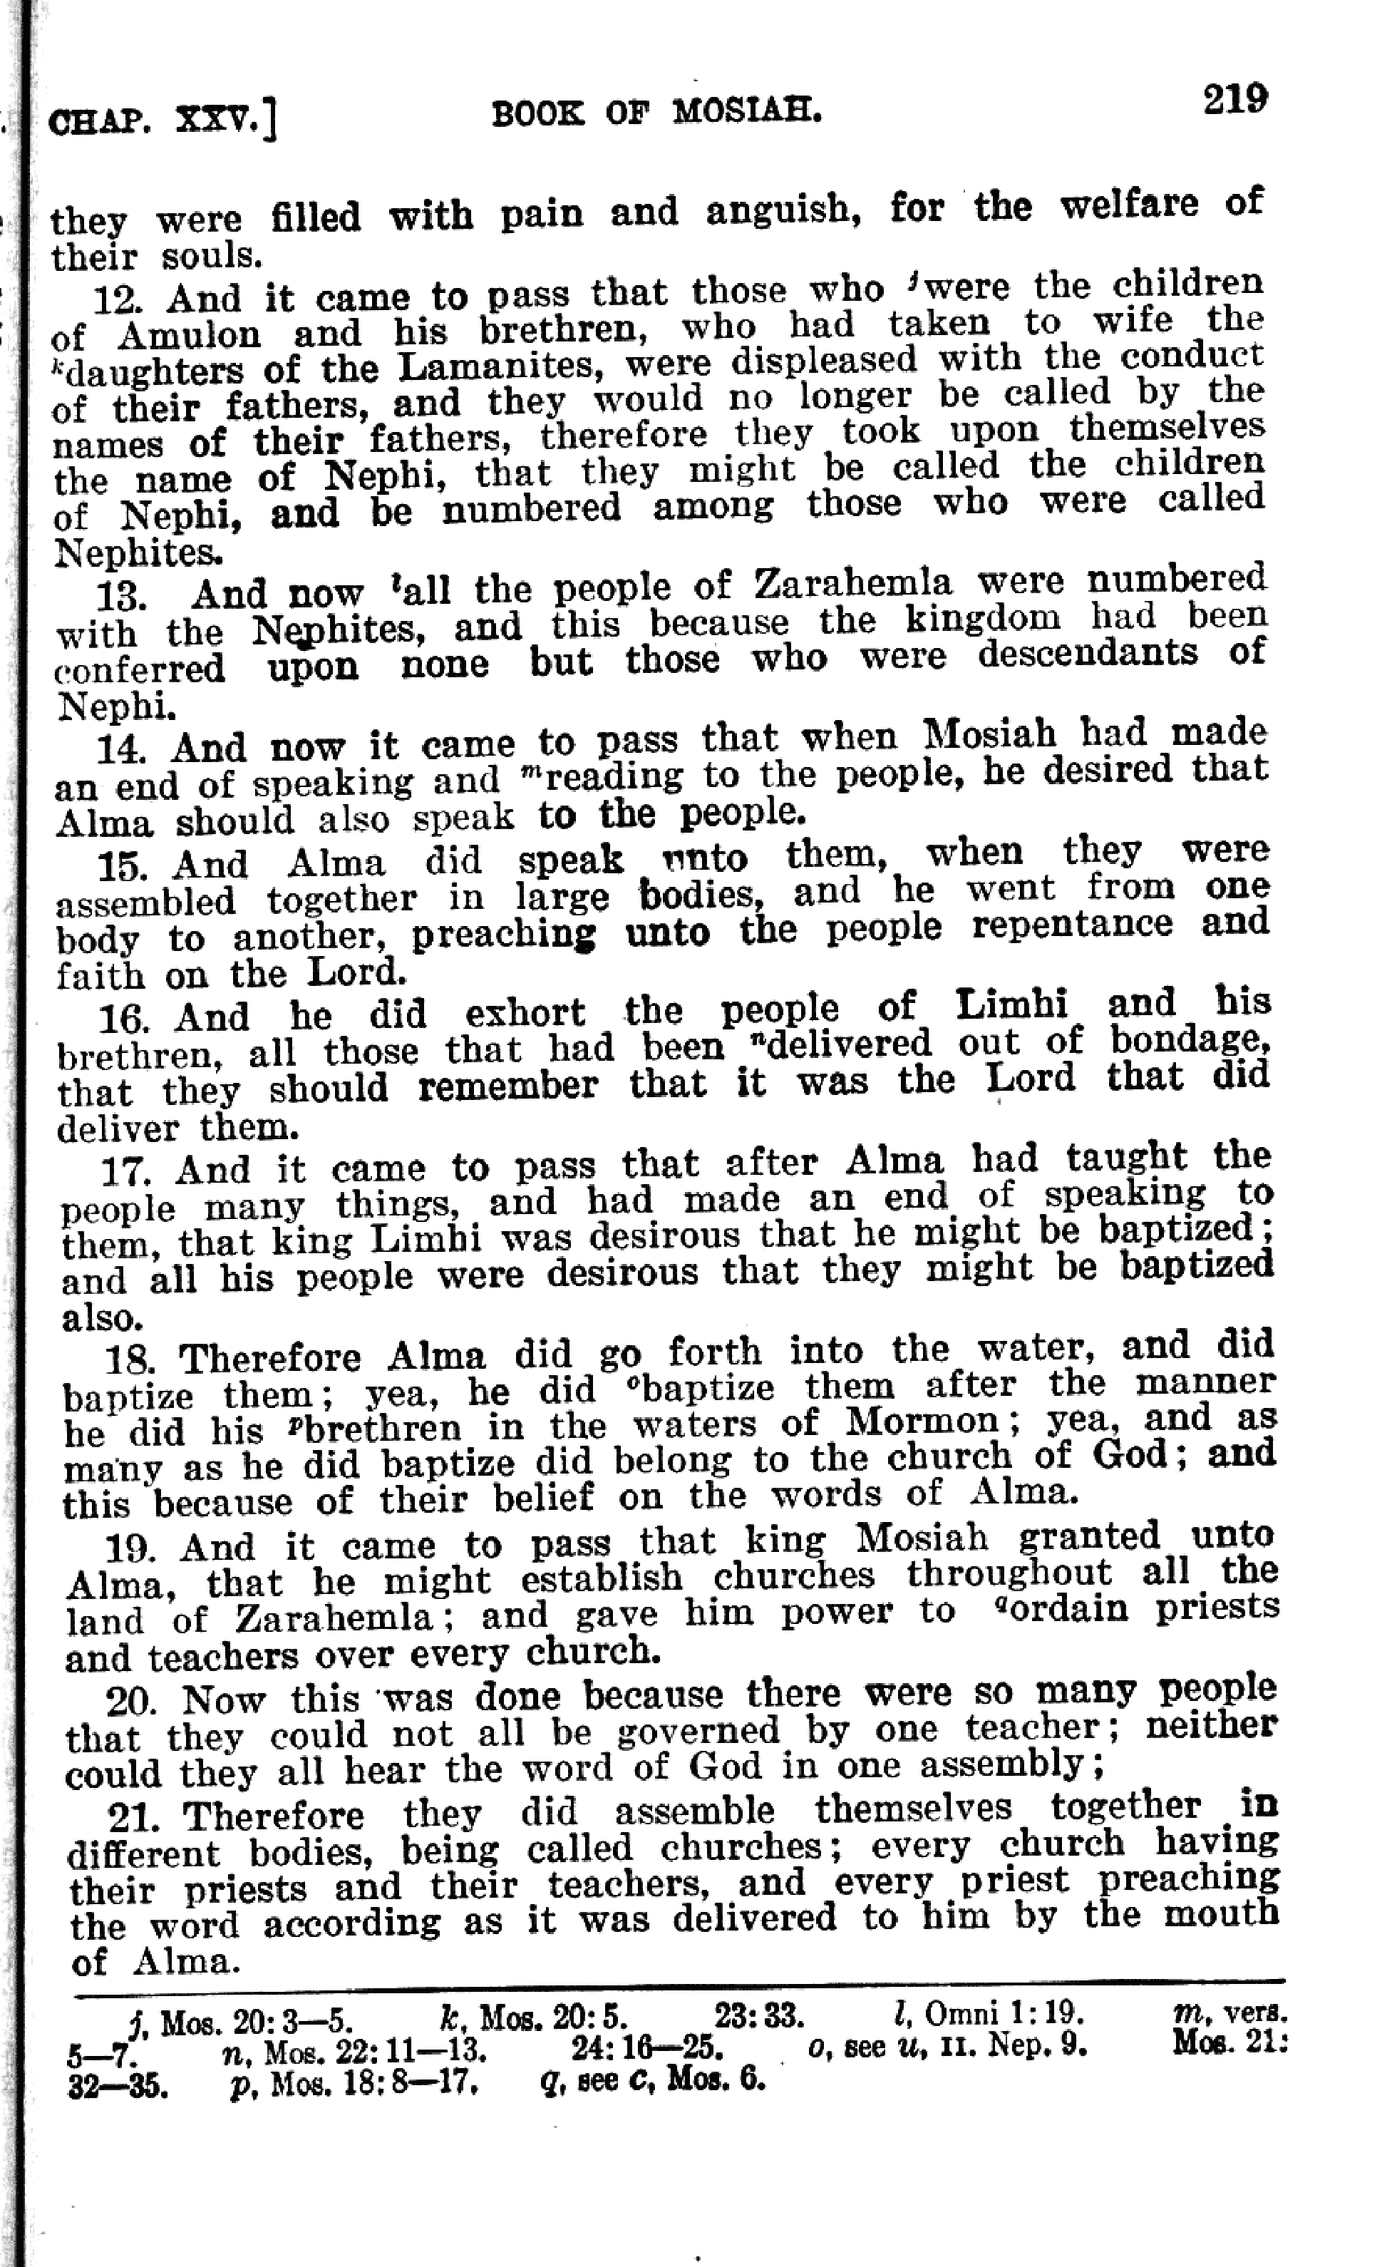 CHAP. XXV.] BOOK OF MOSIAH. 219
they were filled with pain and anguish, for the welfare of
their souls.
12. And it came to pass that those who jwere the children
of Amulon and his brethren, who had taken to wife the
kdaughters of the Lamanites, were displeased with the conduct
of their fathers, and they would no longer be called by the
names of their fathers, therefore they took upon themselves
the name of Nephi, that they might be called the children
of Nephi, and be numbered among those who were called
Nephites.
13. And now lall the people of Zarahemla were numbered
with the Nephites, and this because the kingdom had been
conferred upon none but those who were descendants of
Nephi.
14. And now it came to pass that when Mosiah had made
an end of speaking and mreading to the people, he desired that
Alma should also speak to the people.
15. And Alma did speak unto them, when they were
assembled together in large bodies, and he went from one
body to another, preaching unto the people repentance and
faith on the Lord.
16. And he did exhort the people of Limhi and his
brethren, all those that had been ndelivered out of bondage,
that they should remember that it was the Lord that did
deliver them.
17. And it came to pass that after Alma had taught the
people many things, and had made an end of speaking to
them, that king Limhi was desirous that he might be baptized;
and all his people were desirous that they might be baptized
also.
18. Therefore Alma did go forth into the water, and did
baptize them; yea, he did obaptize them after the manner
he did his pbrethren in the waters of Mormon; yea, and as
many as he did baptize did belong to the church of God; and
this because of their belief on the words of Alma.
19. And it came to pass that king Mosiah granted unto
Alma, that he might establish churches throughout all the
land of Zarahemla; and gave him power to qordain priests
and teachers over every church.
20. Now this was done because there were so many people
that they could not all be governed by one teacher; neither
could they all hear the word of God in one assembly;
21. Therefore they did assemble themselves together in
different bodies, being called churches; every church having
their priests and their teachers, and every priest preaching
the word according as it was delivered to him by the mouth
of Alma.
j, Mos. 20:3—5. k, Mos. 20:5. 23:33. l, Omni 1:19. m, vers.
5—7. n, Mos. 22:11—13. 24:16—25. o, see u, II. Nep. 9. Mos. 21:
32—35. p, Mos. 18:8—17. q, see c, Mos. 6.